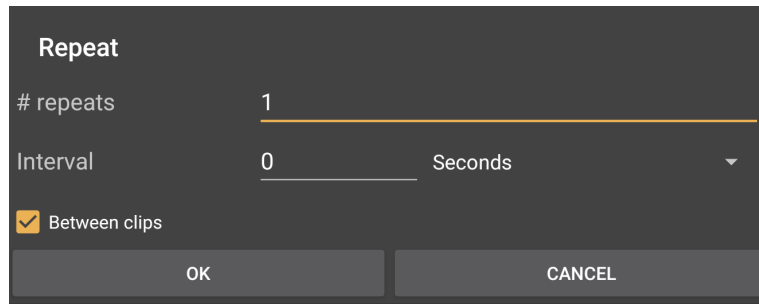 Repeat
# repeats 1
Interval 0 Seconds
Between clips
OK CANCEL